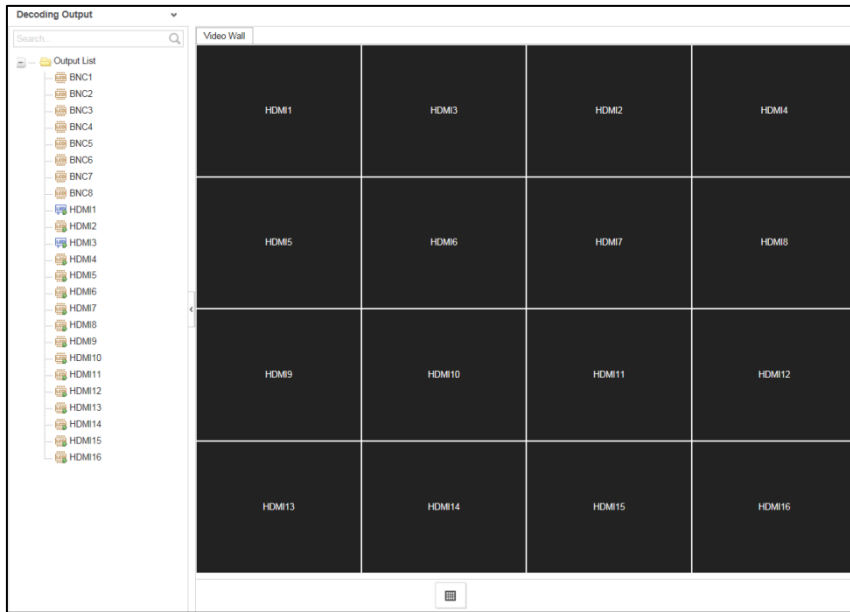 Decoding Output
Search...
Video Wall
Output List
BNC1
BNC2
BNC3
BNC4
BNC5
BNC6
BNC7
BNC8
HDMI1
HDMI2
HDMI3
HDMI4
HDMI5
HDMI6
HDMI7
HDMI8
HDMI9
HDMI10
HDMI11
HDMI12
HDMI13
HDMI14
HDMI15
HDMI16
HDMI1 HDMI3 HDMI2 HDMI4
HDMI5 HDMI6 HDMI7 HDMI8
HDMI9 HDMI10 HDMI11 HDMI12
HDMI13 HDMI14 HDMI15 HDMI16